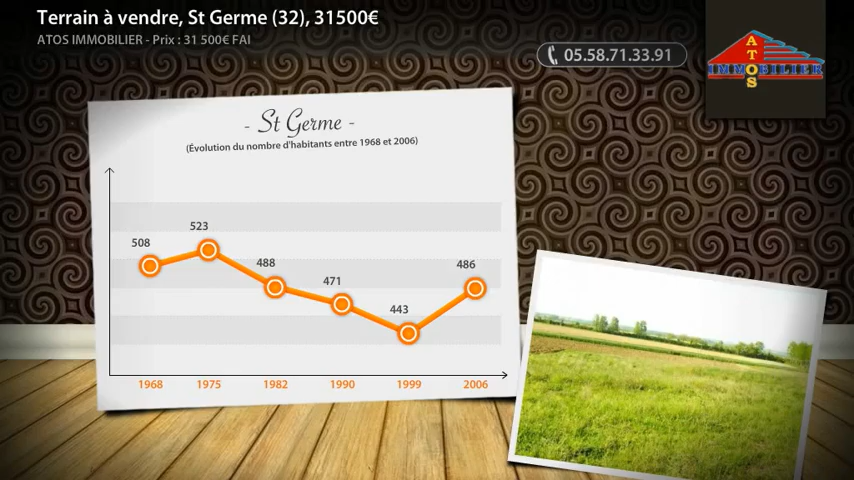 Terrain à vendre, St Germe (32), 31500€
ATOS IMMOBILIER - Prix : 31 500€ FAI
05.58.71.33.91
ATOS
IMMOBILIER
- St Germe -
(Évolution du nombre d'habitants entre 1968 et 2006)
508
523
488
471
443
486
1968 1975 1982 1990 1999 2006